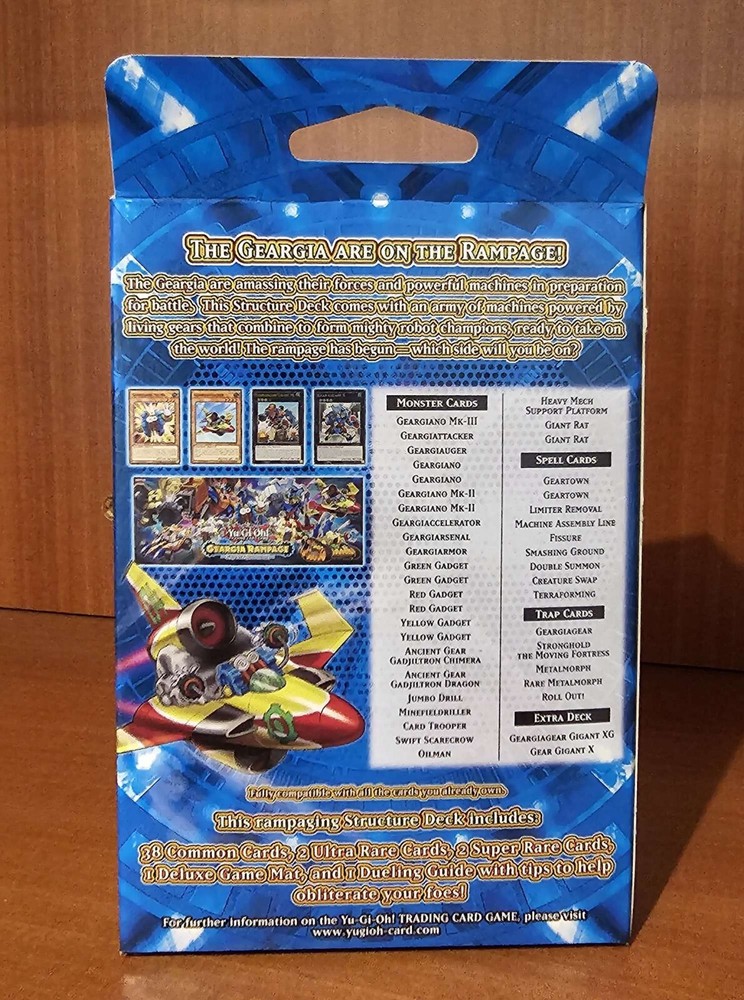 The Geargia are on the Rampage!
The Geargia are amassing their forces and powerful machines in preparation
for battle. This Structure Deck comes with an army of machines powered by
living gears that combine to form mighty robot champions, ready to take on
the world! The rampage has begun—which side will you be on?
Yu-Gi-Oh!
Geargia Rampage
Monster Cards
Geargiano Mk-III
Geargiattacker
Geargiauger
Geargiano
Geargiano
Geargiano Mk-II
Geargiano Mk-II
Geargiaccelerator
Geargiarsenal
Geargiarmor
Green Gadget
Green Gadget
Red Gadget
Red Gadget
Yellow Gadget
Yellow Gadget
Ancient Gear
Gadjiltron Chimera
Ancient Gear
Gadjiltron Dragon
Jumbo Drill
Minefieldriller
Card Trooper
Swift Scarecrow
Oilman
Heavy Mech
Support Platform
Giant Rat
Giant Rat
Spell Cards
Geartown
Geartown
Limiter Removal
Machine Assembly Line
Fissure
Smashing Ground
Double Summon
Creature Swap
Terraforming
Trap Cards
Geargiagear
Stronghold
the Moving Fortress
Metalmorph
Rare Metalmorph
Roll Out!
Extra Deck
Geargiagear Gigant XG
Gear Gigant X
Fully compatible with all the cards you already own.
This rampaging Structure Deck includes:
38 Common Cards, 2 Ultra Rare Cards, 2 Super Rare Cards,
1 Deluxe Game Mat, and 1 Dueling Guide with tips to help
obliterate your foes!
For further information on the Yu-Gi-Oh! TRADING CARD GAME, please visit
www.yugioh-card.com